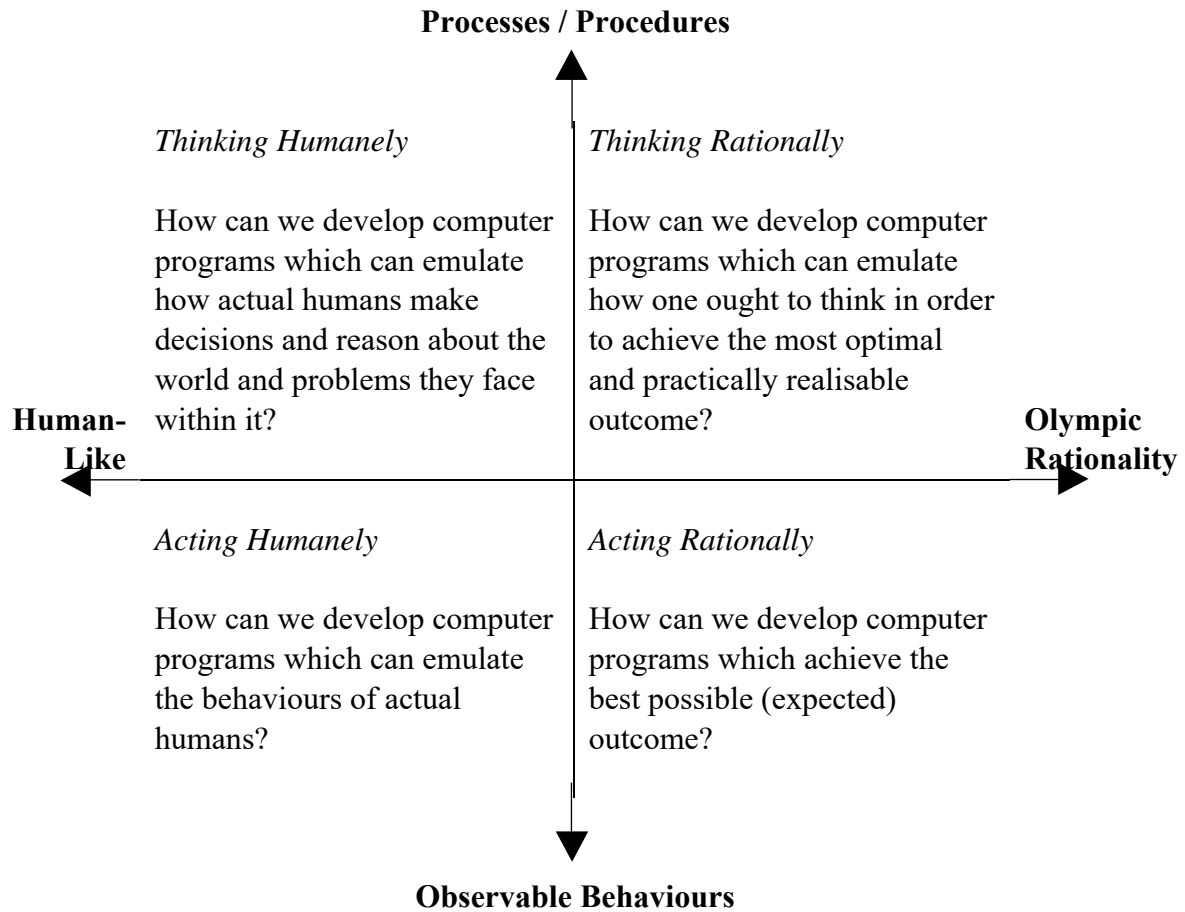 Processes / Procedures
Thinking Humanely
How can we develop computer
programs which can emulate
how actual humans make
decisions and reason about the
world and problems they face
within it?
Thinking Rationally
How can we develop computer
programs which can emulate
how one ought to think in order
to achieve the most optimal
and practically realisable
outcome?
Human-
Like
Olympic
Rationality
Acting Humanely
How can we develop computer
programs which can emulate
the behaviours of actual
humans?
Acting Rationally
How can we develop computer
programs which achieve the
best possible (expected)
outcome?
Observable Behaviours